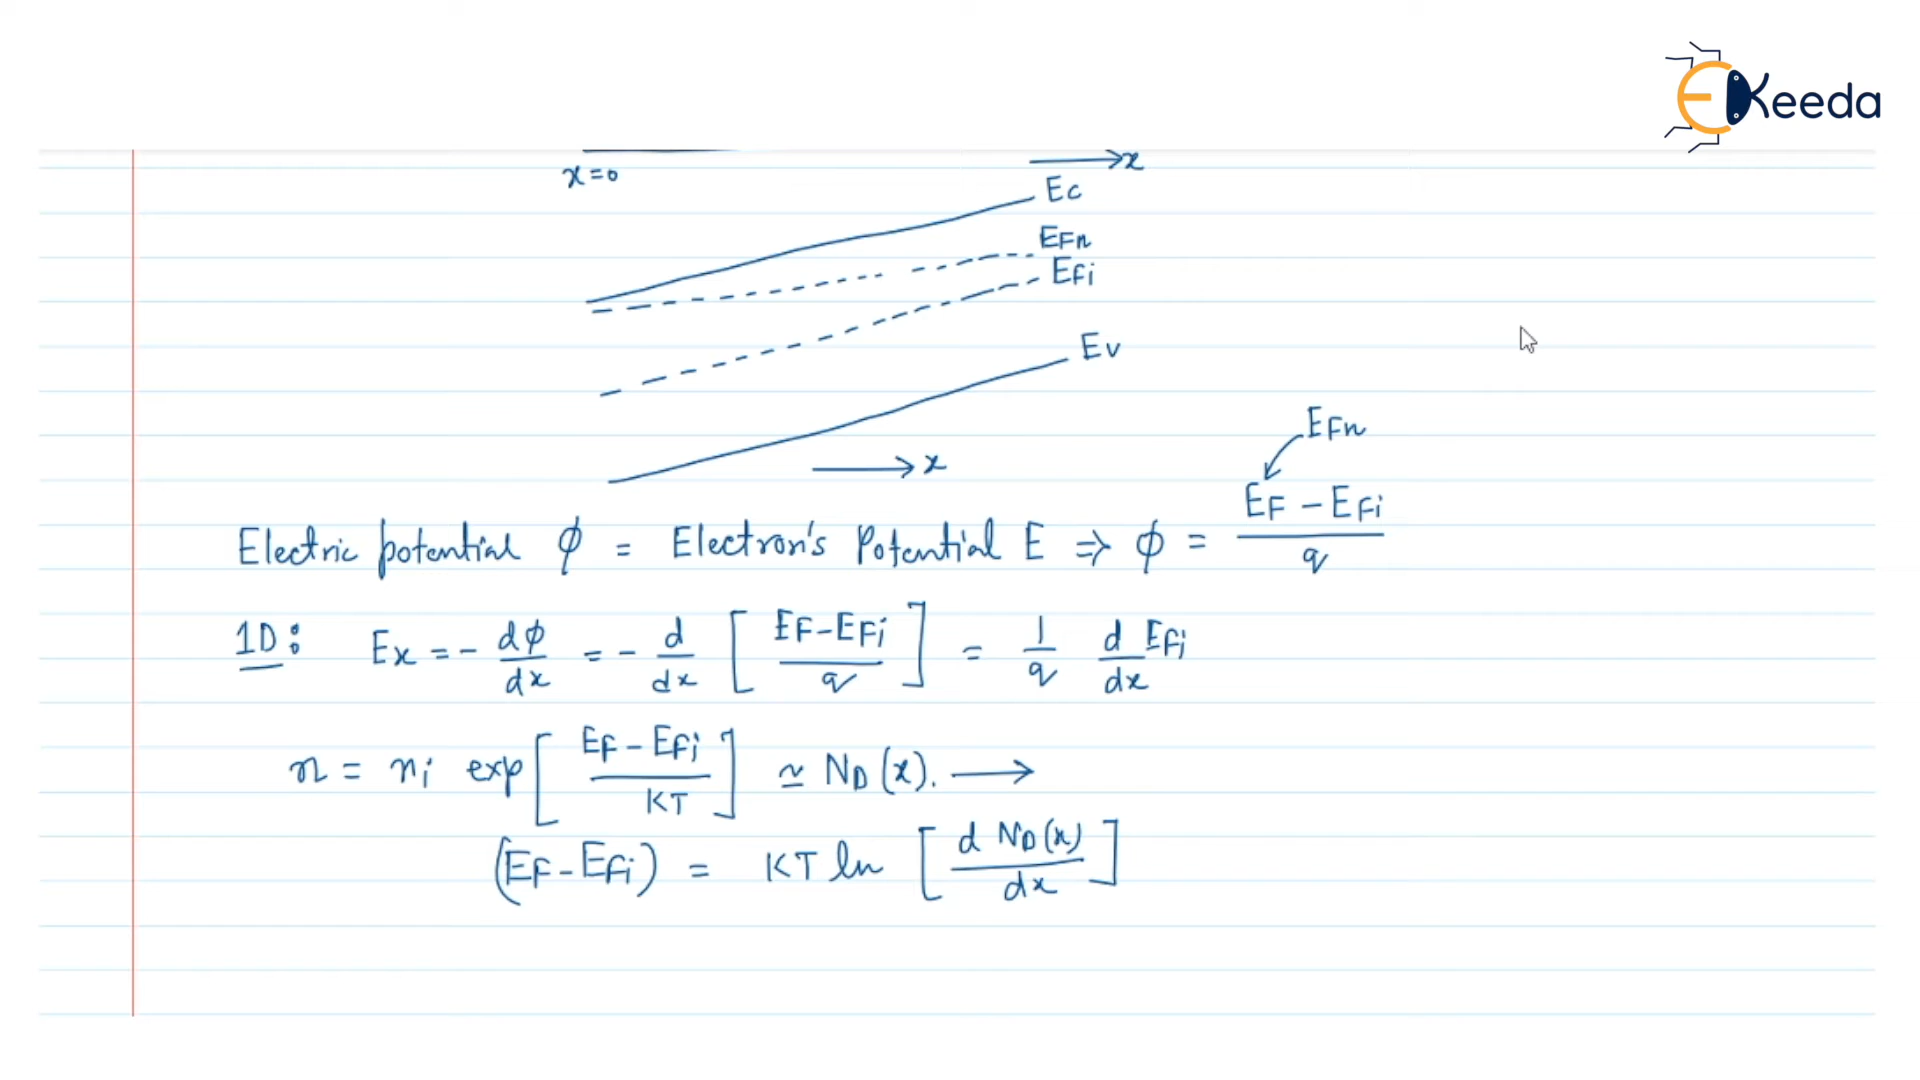 EKeeda
x=0
x
Ec
EFn
EFi
Ev
x
EFn
Electric potential ϕ = Electron's Potential E ⇒ ϕ = (EF - EFi) / q
1D: Ex = - dϕ/dx = - d/dx [ (EF-EFi) / q ] = 1/q d/dx EFi
n = ni exp [ (EF - EFi) / KT ] ≃ ND (x). ⟶
(EF - EFi) = KT ln [ d ND (x) / dx ]